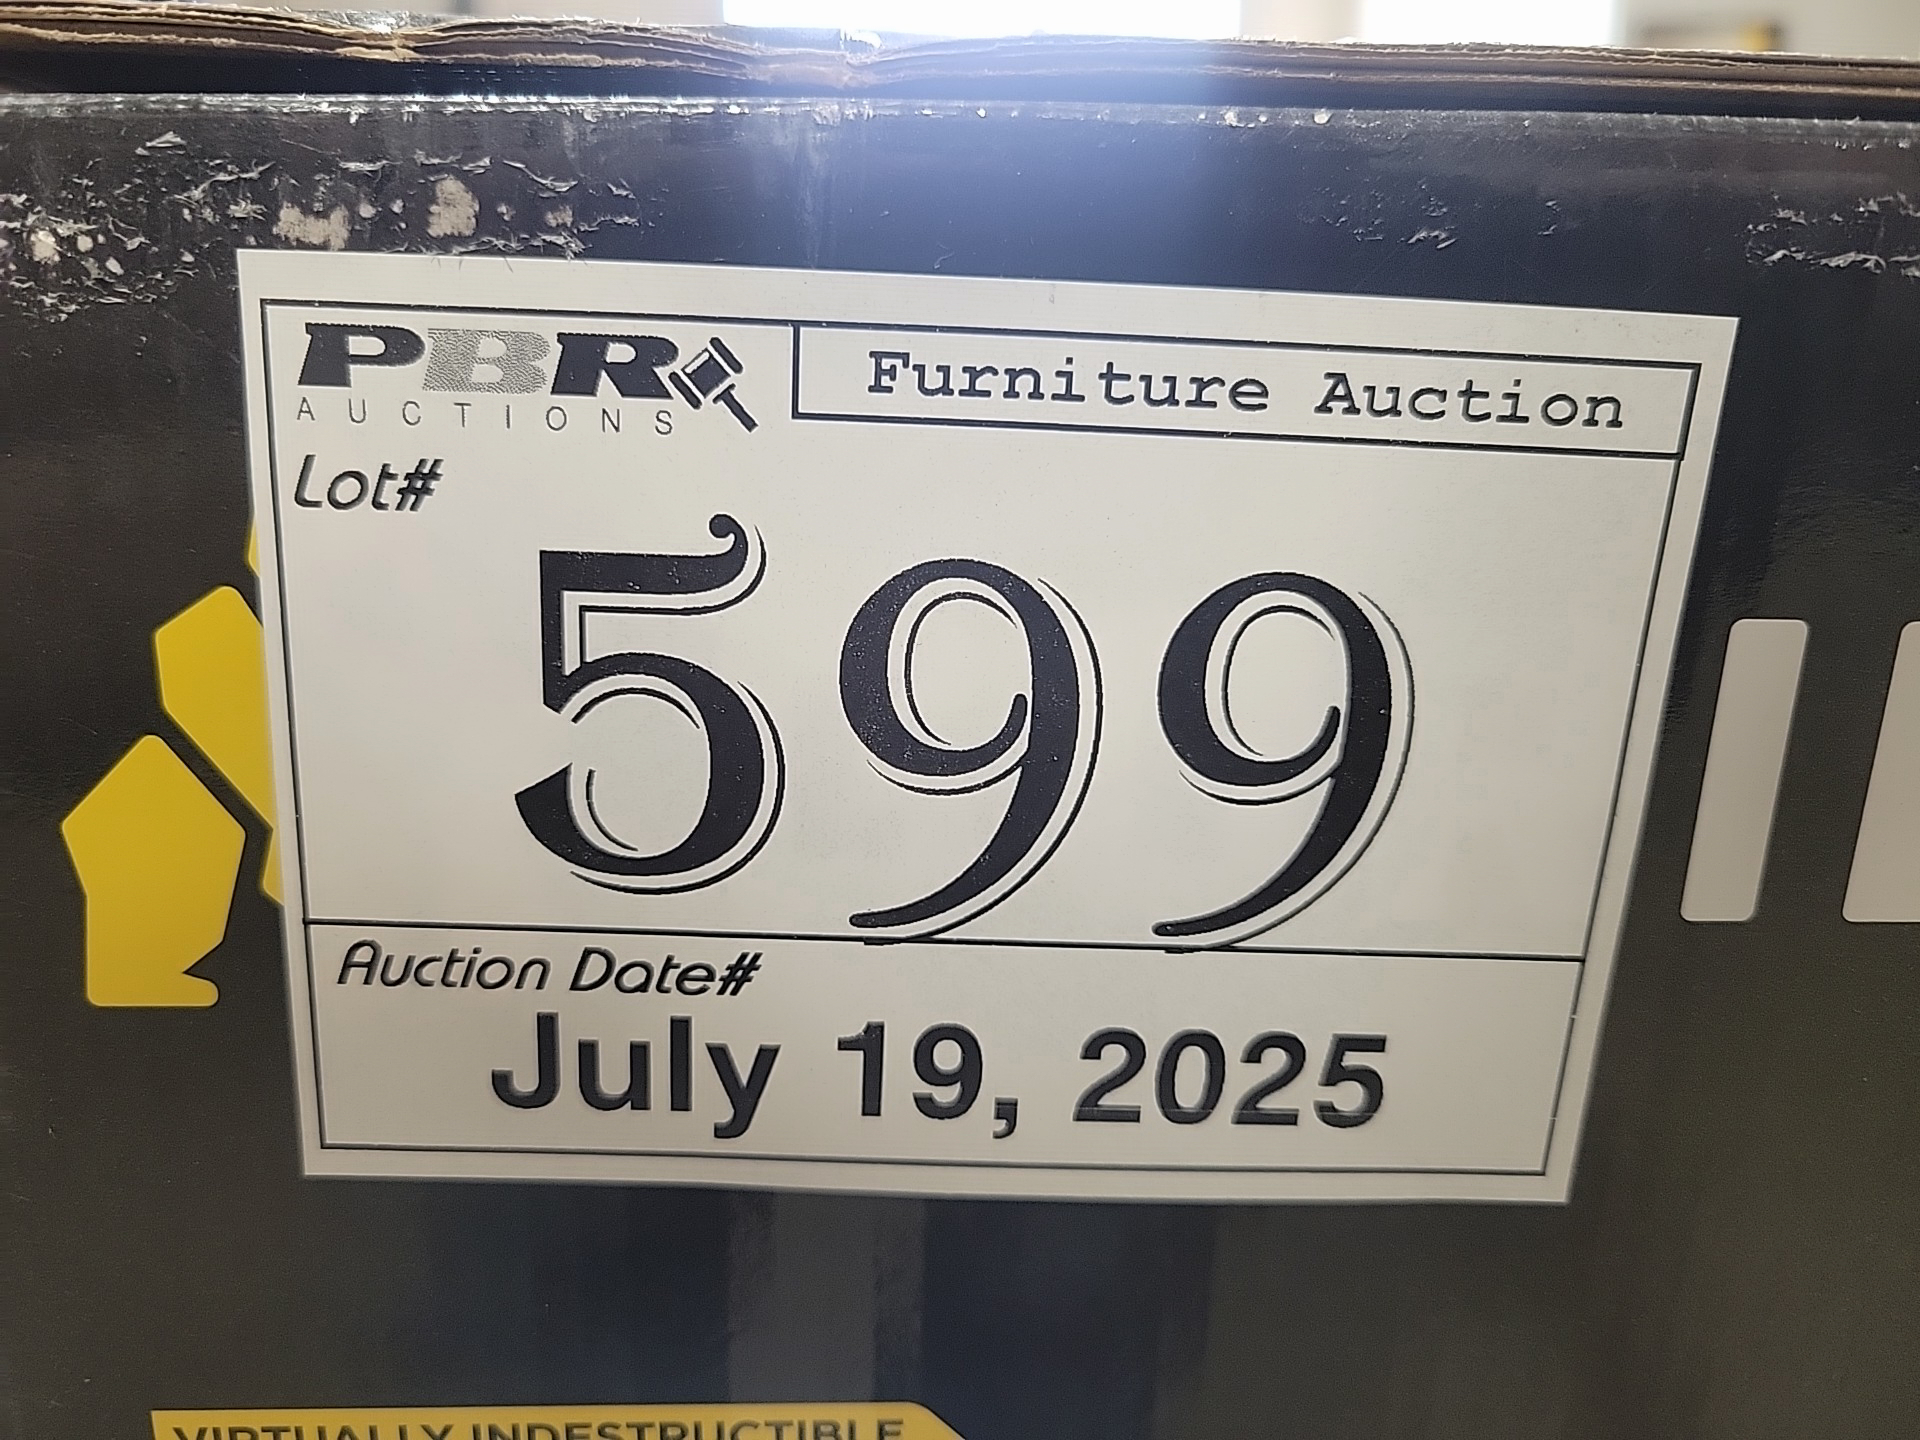 PBR
AUCTIONS
Furniture Auction
Lot#
599
Auction Date#
July 19, 2025
VIRTUALLY INDESTRUCTIBLE